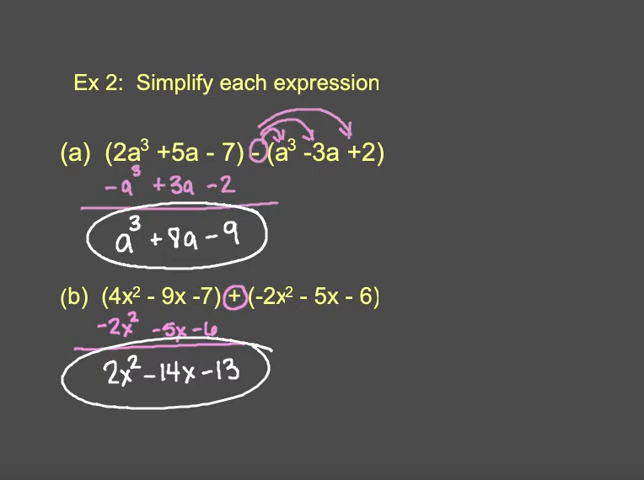 Ex 2: Simplify each expression
(a) (2a³ +5a - 7) - (a³ -3a +2)
-a³ +3a -2
a³ + 8a - 9
(b) (4x² - 9x -7) + (-2x² - 5x - 6)
-2x² -5x -6
2x² -14x -13